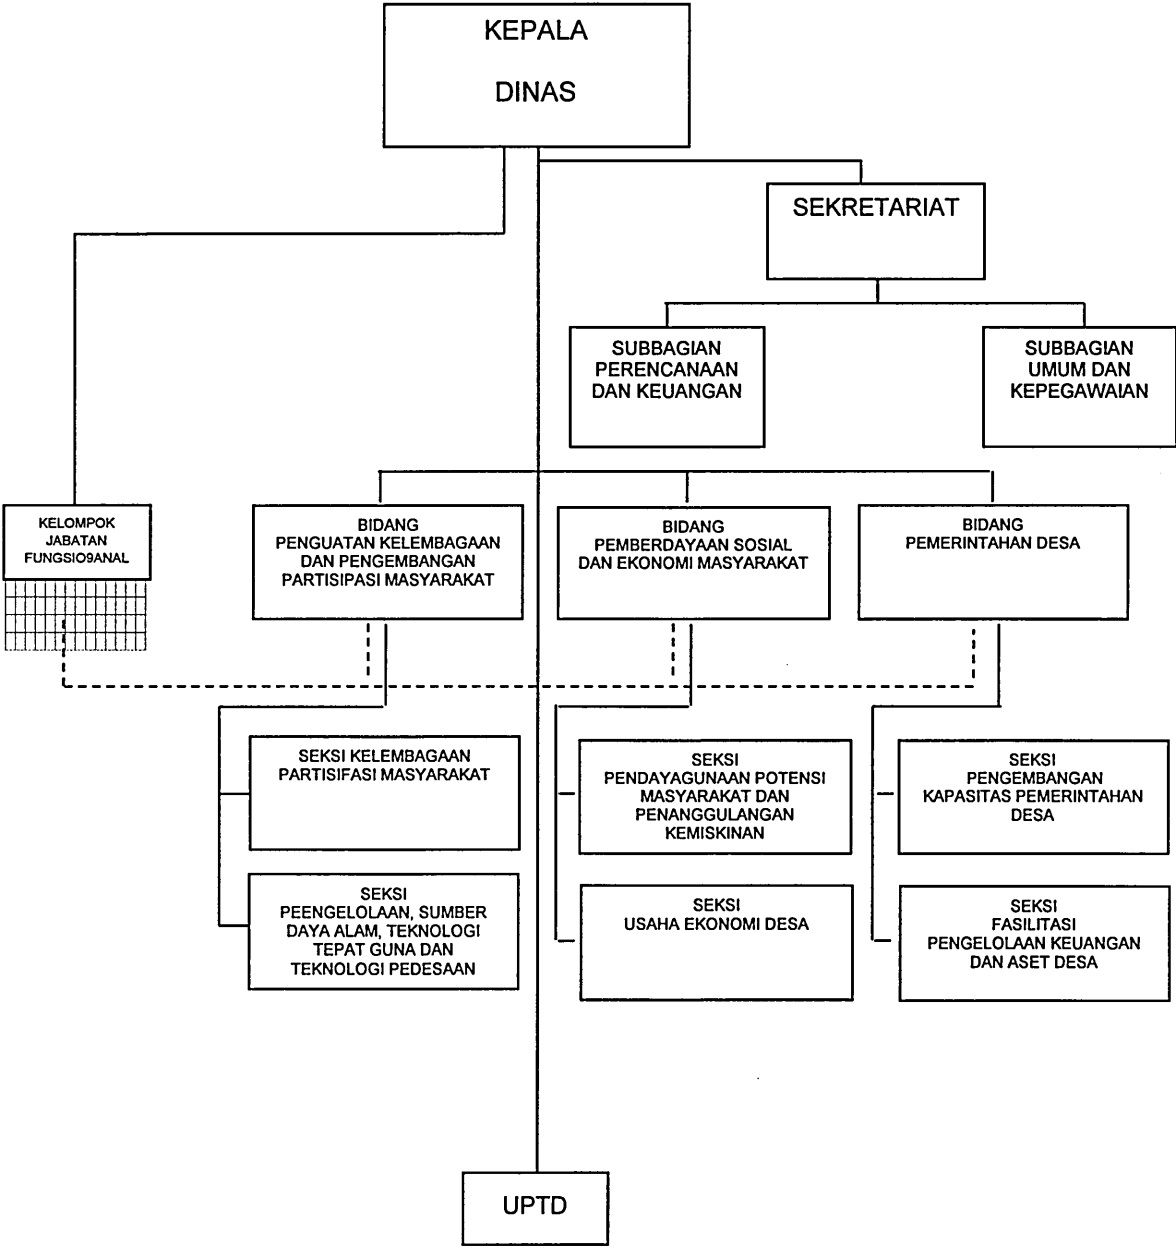 KEPALA
DINAS
SEKRETARIAT
SUBBAGIAN
PERENCANAAN
DAN KEUANGAN
SUBBAGIAN
UMUM DAN
KEPEGAWAIAN
KELOMPOK
JABATAN
FUNGSIO9ANAL
BIDANG
PENGUATAN KELEMBAGAAN
DAN PENGEMBANGAN
PARTISIPASI MASYARAKAT
BIDANG
PEMBERDAYAAN SOSIAL
DAN EKONOMI MASYARAKAT
BIDANG
PEMERINTAHAN DESA
SEKSI KELEMBAGAAN
PARTISIFASI MASYARAKAT
SEKSI
PENDAYAGUNAAN POTENSI
MASYARAKAT DAN
PENANGGULANGAN
KEMISKINAN
SEKSI
PENGEMBANGAN
KAPASITAS PEMERINTAHAN
DESA
SEKSI
PEENGELOLAAN, SUMBER
DAYA ALAM, TEKNOLOGI
TEPAT GUNA DAN
TEKNOLOGI PEDESAAN
SEKSI
USAHA EKONOMI DESA
SEKSI
FASILITASI
PENGELOLAAN KEUANGAN
DAN ASET DESA
UPTD